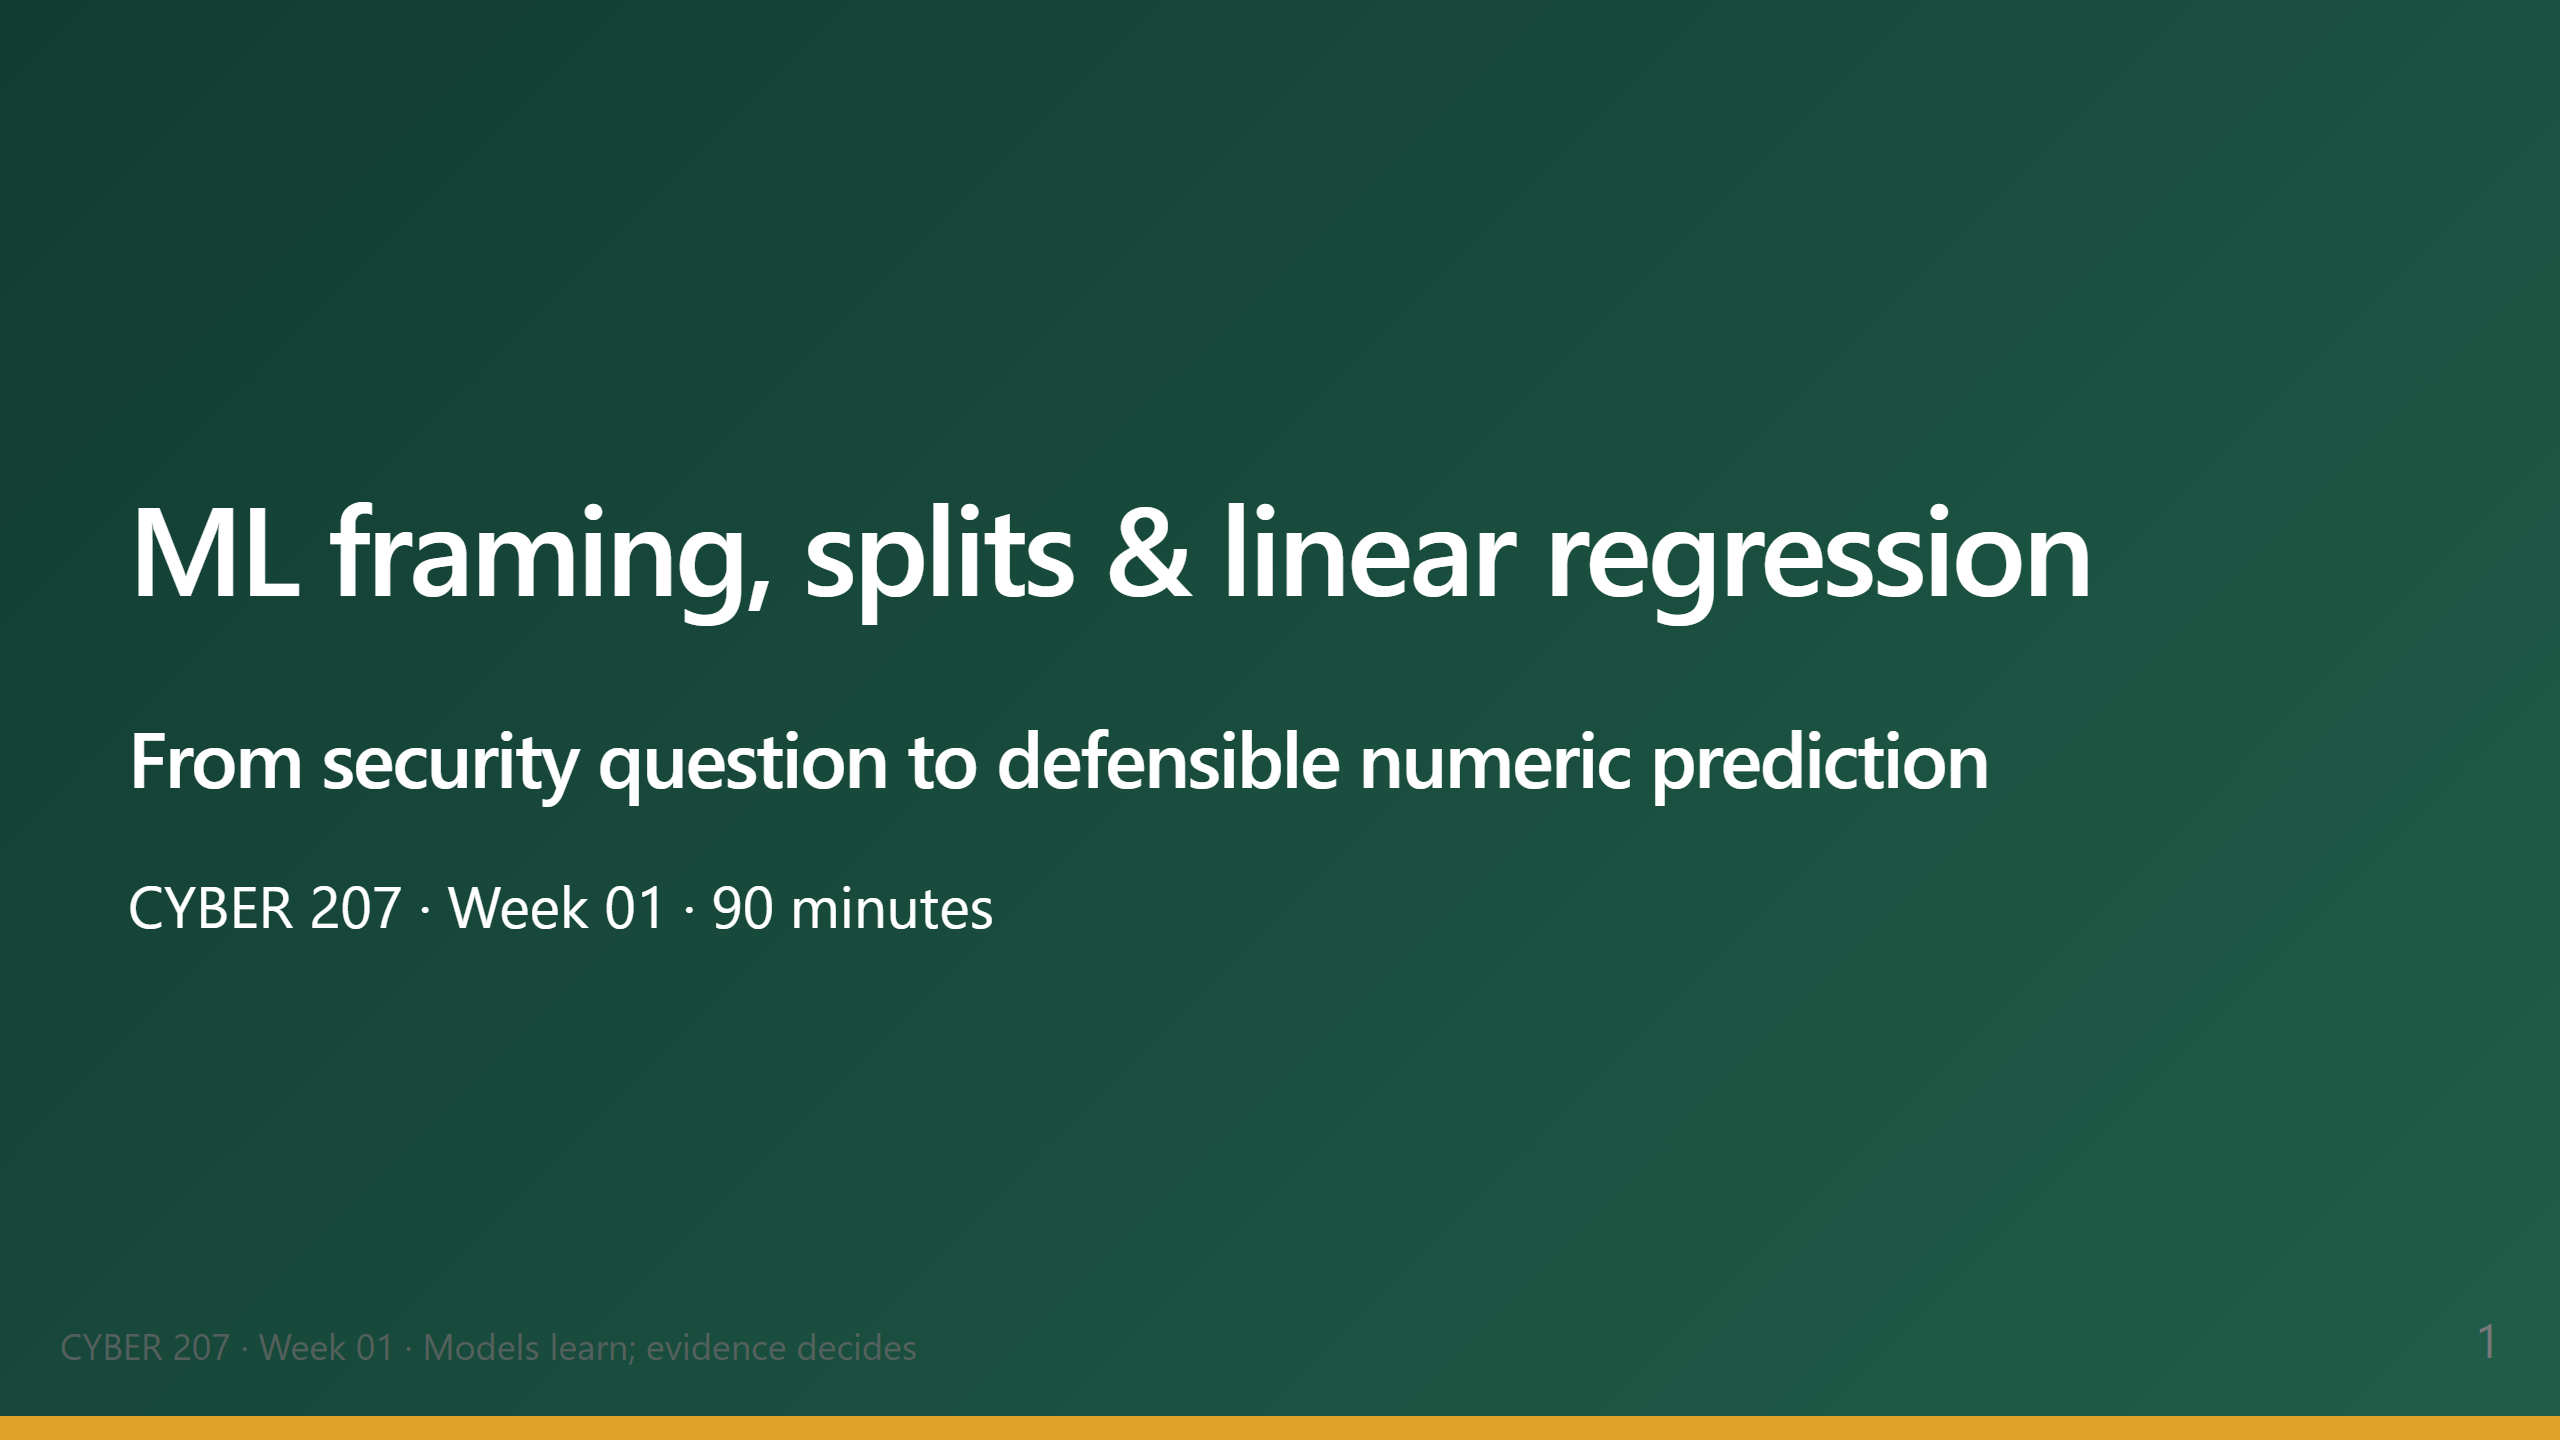 ML framing, splits & linear regression
From security question to defensible numeric prediction
CYBER 207 · Week 01 · 90 minutes
CYBER 207 · Week 01 · Models learn; evidence decides
1